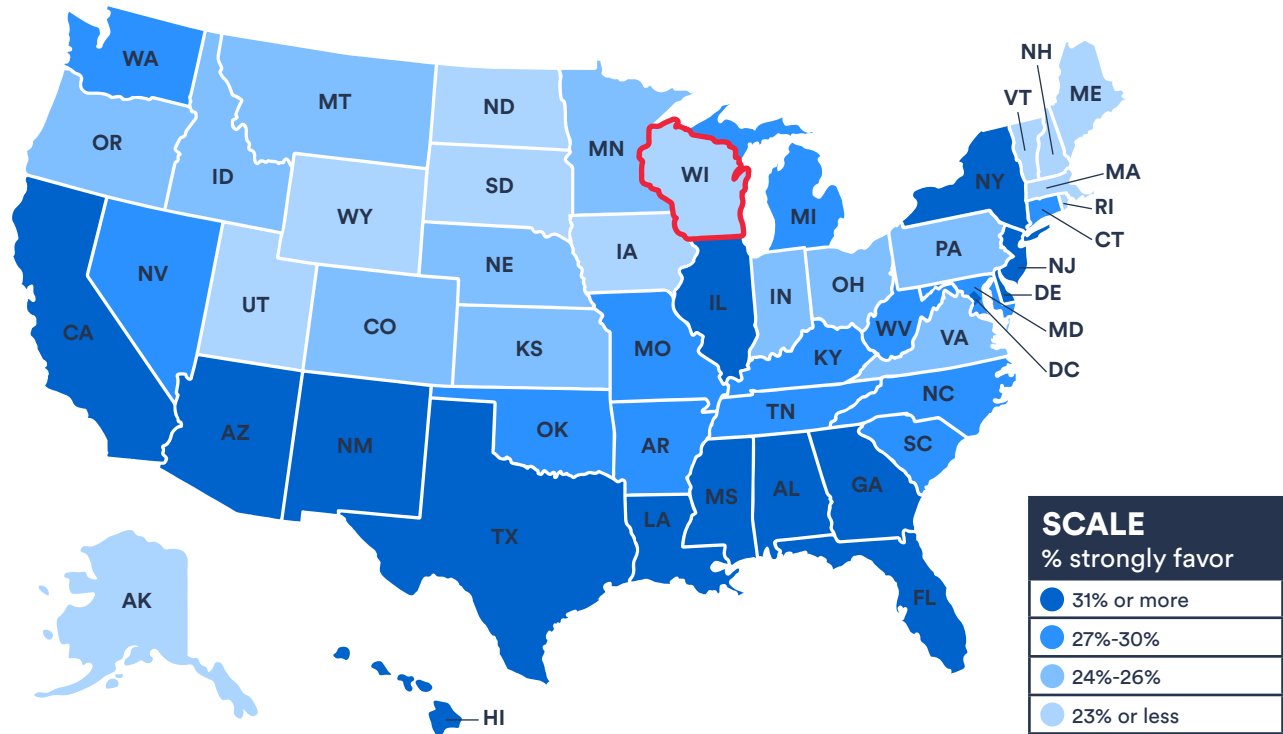 NH
WA
ME
VT
MT
ND
OR
MN
WI
MA
ID
SD
NY
RI
WY
MI
CT
PA
IA
NE
NJ
NV
OH
DE
IN
UT
IL
CO
WV
MD
CA
VA
KS
MO
KY
DC
NC
TN
OK
AZ
NM
AR
SC
GA
AL
MS
LA
TX
SCALE
% strongly favor
AK
FL
31% or more
27%-30%
24%-26%
23% or less
HI